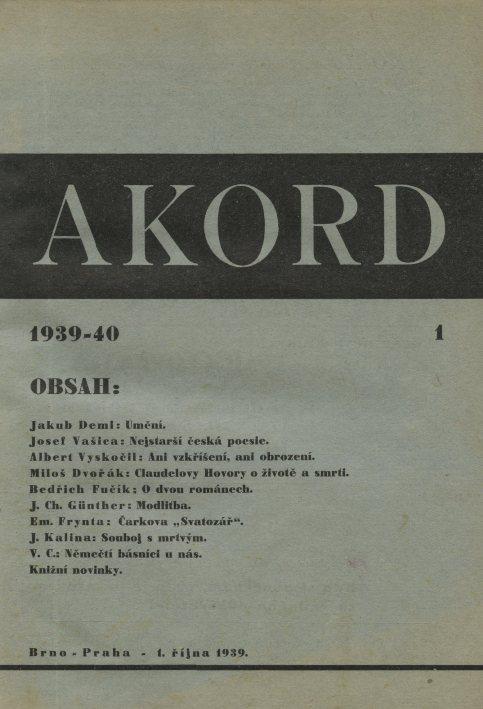 AKORD
1939-40 1
OBSAH:
Jakub Deml: Umění.
Josef Vašica: Nejstarší česká poesie.
Albert Vyskočil: Ani vzkříšení, ani obrození.
Miloš Dvořák: Claudelovy Hovory o životě a smrti.
Bedřich Fučík; O dvou románech.
J. Ch. Günther: Modlitba.
Em. Frynta: Čarkova „Svatozář“.
J. Kalina: Souboj s mrtvým.
V. C.: Němečtí básníci u nás.
Knižní novinky.
Brno - Praha - 1. října 1939.